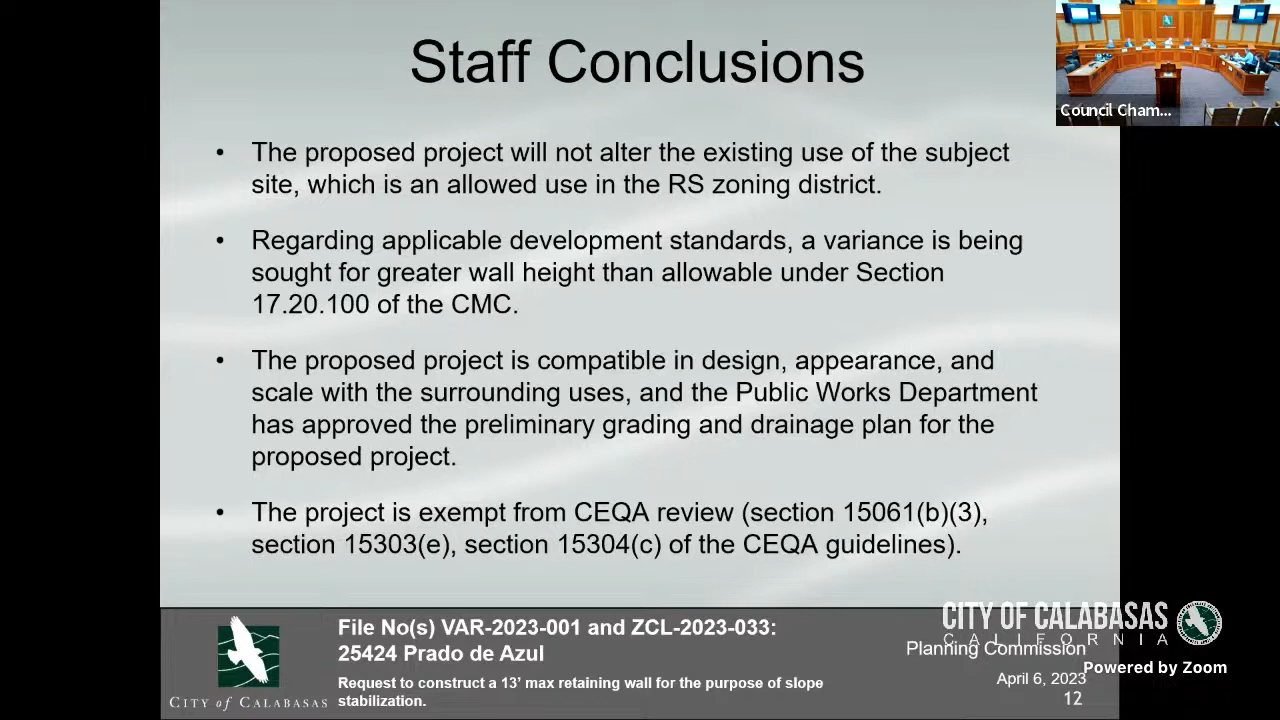 Staff Conclusions
Council Cham...
• The proposed project will not alter the existing use of the subject
site, which is an allowed use in the RS zoning district.
• Regarding applicable development standards, a variance is being
sought for greater wall height than allowable under Section
17.20.100 of the CMC.
• The proposed project is compatible in design, appearance, and
scale with the surrounding uses, and the Public Works Department
has approved the preliminary grading and drainage plan for the
proposed project.
• The project is exempt from CEQA review (section 15061(b)(3),
section 15303(e), section 15304(c) of the CEQA guidelines).
CITY of CALABASAS
File No(s) VAR-2023-001 and ZCL-2023-033:
25424 Prado de Azul
Request to construct a 13' max retaining wall for the purpose of slope
stabilization.
CITY OF CALABASAS
CALIFORNIA
Planning Commission
Powered by Zoom
April 6, 2023
12